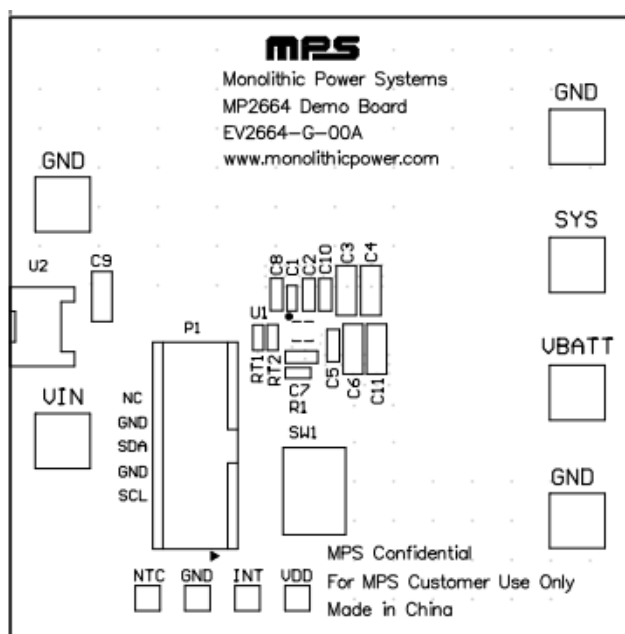 MPS
Monolithic Power Systems
MP2664 Demo Board
EV2664-G-00A
www.monolithicpower.com
GND
GND
SYS
U2
C9
C8
C1
C2
C10
C3
C4
P1
U1
RT1
RT2
C5
C6
C11
C7
R1
VBATT
VIN
NC
GND
SDA
GND
SCL
SW1
GND
NTC
GND
INT
VDD
MPS Confidential
For MPS Customer Use Only
Made in China